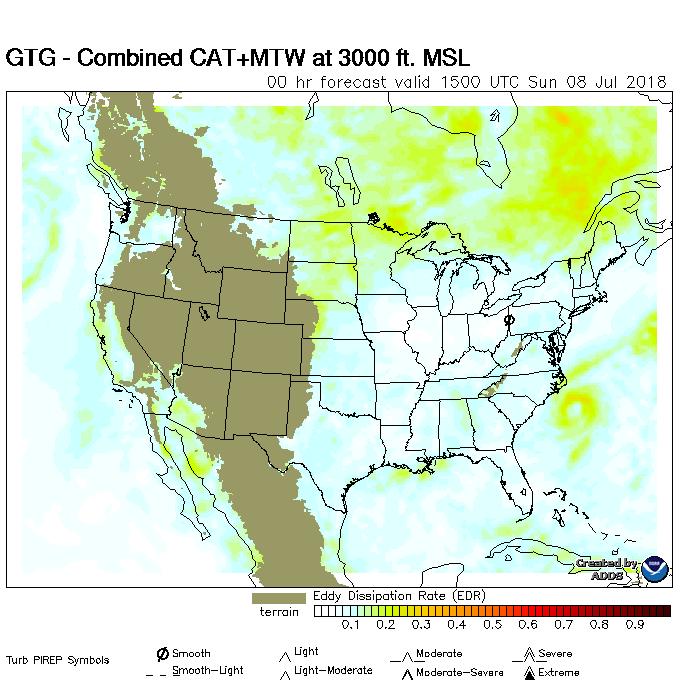 GTG - Combined CAT+MTW at 3000 ft. MSL
00 hr forecast valid 1500 UTC Sun 08 Jul 2018
Created by
ADDS
Eddy Dissipation Rate (EDR)
terrain
0.1 0.2 0.3 0.4 0.5 0.6 0.7 0.8 0.9
Turb PIREP Symbols
Smooth Light Moderate Severe
Smooth-Light Light-Moderate Moderate-Severe Extreme